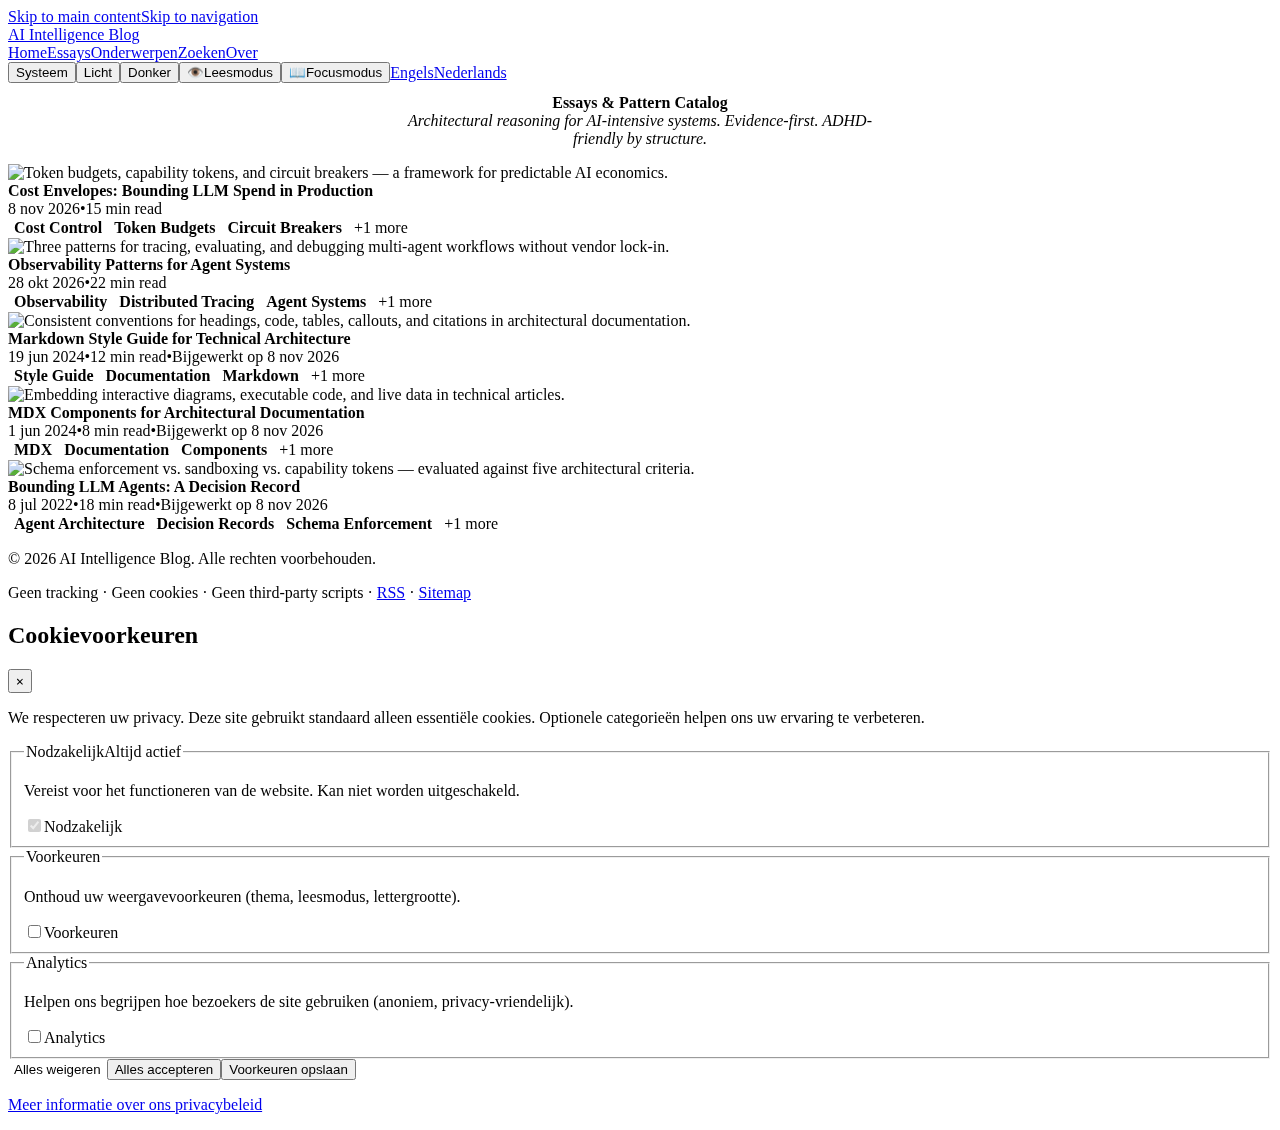 Skip to main contentSkip to navigation
AI Intelligence Blog
HomeEssaysOnderwerpenZoekenOver
Systeem Licht Donker 👁️Leesmodus 📖Focusmodus EngelsNederlands
Essays & Pattern Catalog
Architectural reasoning for AI-intensive systems. Evidence-first. ADHD-
friendly by structure.
Token budgets, capability tokens, and circuit breakers — a framework for predictable AI economics.
Cost Envelopes: Bounding LLM Spend in Production
8 nov 2026•15 min read
Cost Control Token Budgets Circuit Breakers +1 more
Three patterns for tracing, evaluating, and debugging multi-agent workflows without vendor lock-in.
Observability Patterns for Agent Systems
28 okt 2026•22 min read
Observability Distributed Tracing Agent Systems +1 more
Consistent conventions for headings, code, tables, callouts, and citations in architectural documentation.
Markdown Style Guide for Technical Architecture
19 jun 2024•12 min read•Bijgewerkt op 8 nov 2026
Style Guide Documentation Markdown +1 more
Embedding interactive diagrams, executable code, and live data in technical articles.
MDX Components for Architectural Documentation
1 jun 2024•8 min read•Bijgewerkt op 8 nov 2026
MDX Documentation Components +1 more
Schema enforcement vs. sandboxing vs. capability tokens — evaluated against five architectural criteria.
Bounding LLM Agents: A Decision Record
8 jul 2022•18 min read•Bijgewerkt op 8 nov 2026
Agent Architecture Decision Records Schema Enforcement +1 more
© 2026 AI Intelligence Blog. Alle rechten voorbehouden.
Geen tracking · Geen cookies · Geen third-party scripts · RSS · Sitemap
Cookievoorkeuren
×
We respecteren uw privacy. Deze site gebruikt standaard alleen essentiële cookies. Optionele categorieën helpen ons uw ervaring te verbeteren.
NodzakelijkAltijd actief
Vereist voor het functioneren van de website. Kan niet worden uitgeschakeld.
Nodzakelijk
Voorkeuren
Onthoud uw weergavevoorkeuren (thema, leesmodus, lettergrootte).
Voorkeuren
Analytics
Helpen ons begrijpen hoe bezoekers de site gebruiken (anoniem, privacy-vriendelijk).
Analytics
Alles weigeren Alles accepteren Voorkeuren opslaan
Meer informatie over ons privacybeleid